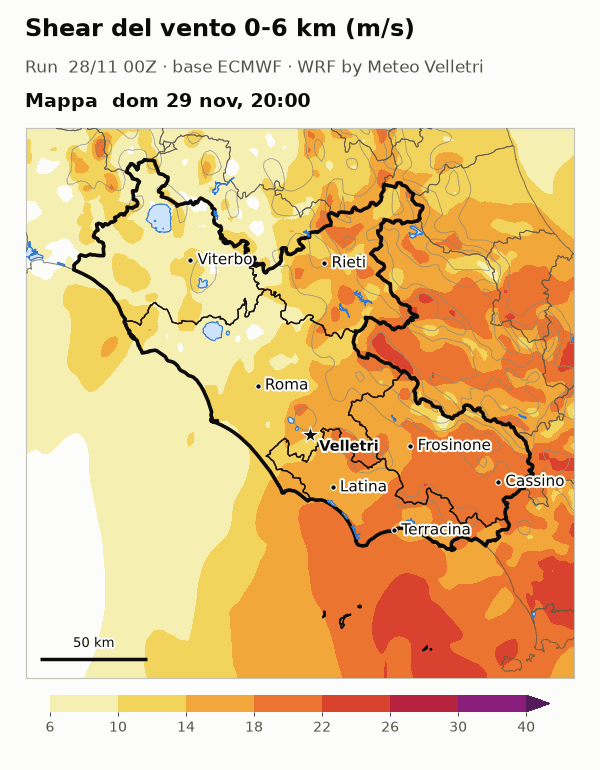 Shear del vento 0-6 km (m/s)
Run  28/11 00Z · base ECMWF · WRF by Meteo Velletri
Mappa  dom 29 nov, 20:00
Viterbo
Rieti
Roma
Velletri
Frosinone
Cassino
Latina
Terracina
50 km
6 10 14 18 22 26 30 40